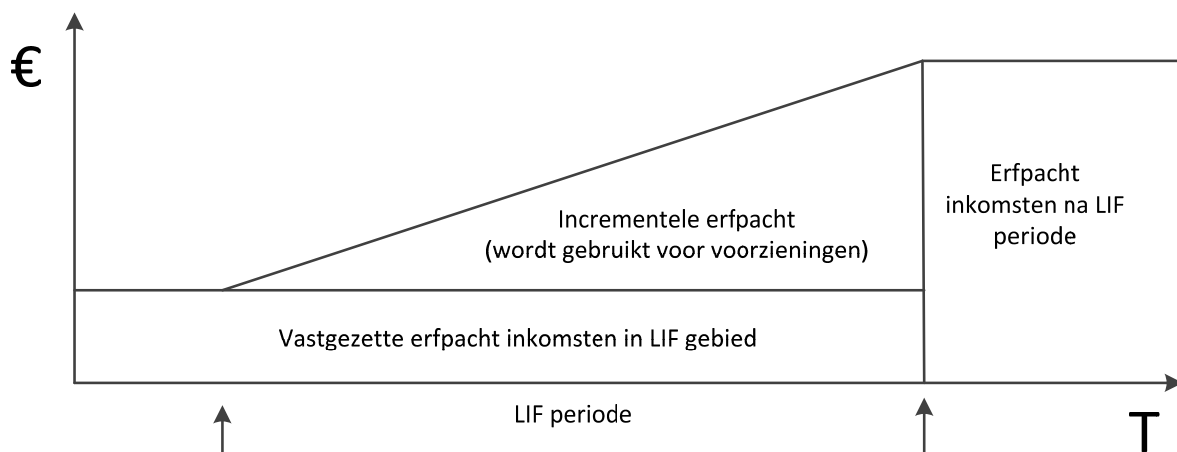 €
Incrementele erfpacht
(wordt gebruikt voor voorzieningen)
Erfpacht
inkomsten na LIF
periode
Vastgezette erfpacht inkomsten in LIF gebied
LIF periode
T